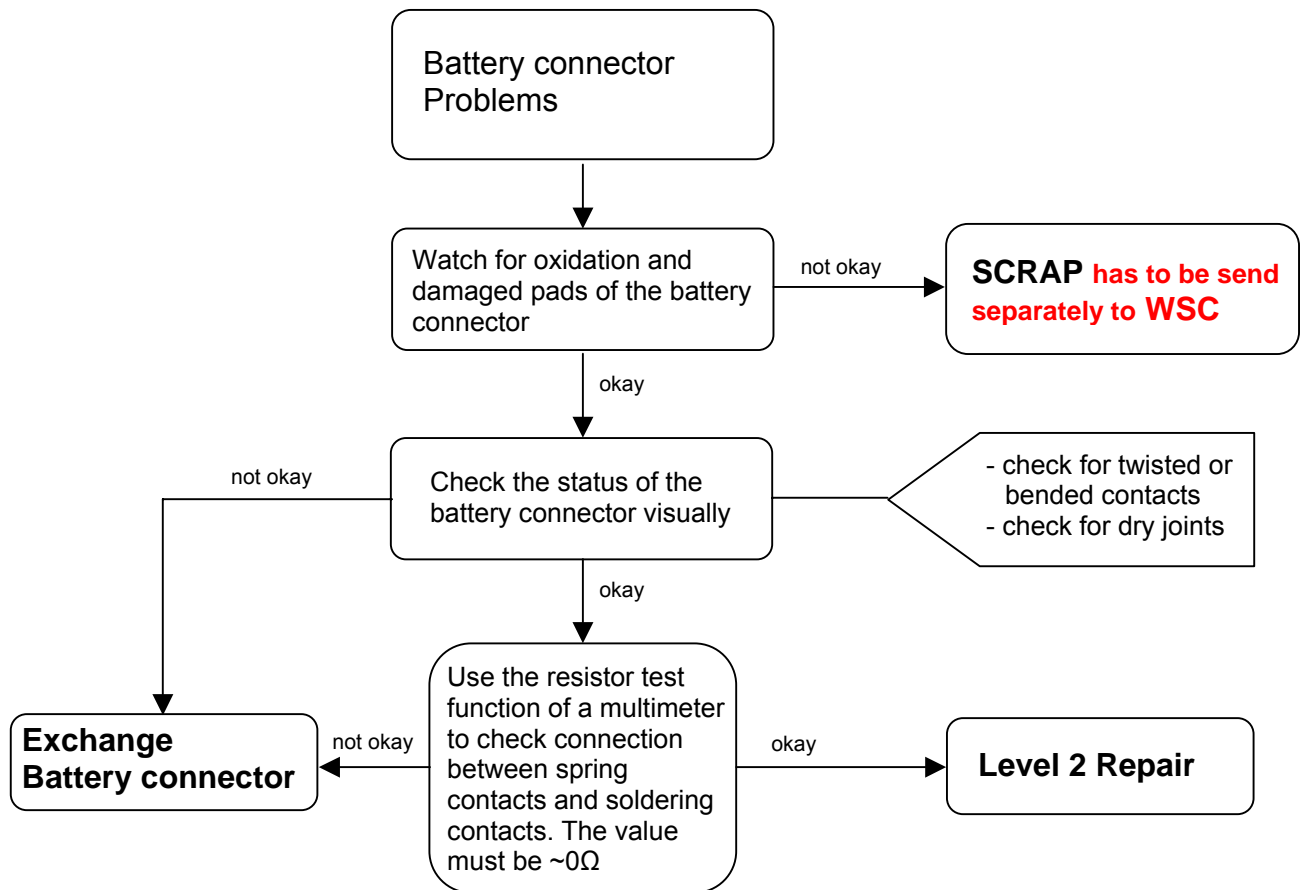 Battery connector
Problems
Watch for oxidation and
damaged pads of the battery
connector
not okay
SCRAP has to be send
separately to WSC
okay
Check the status of the
battery connector visually
not okay
- check for twisted or
bended contacts
- check for dry joints
okay
Use the resistor test
function of a multimeter
to check connection
between spring
contacts and soldering
contacts. The value
must be ~0Ω
not okay
Exchange
Battery connector
okay
Level 2 Repair